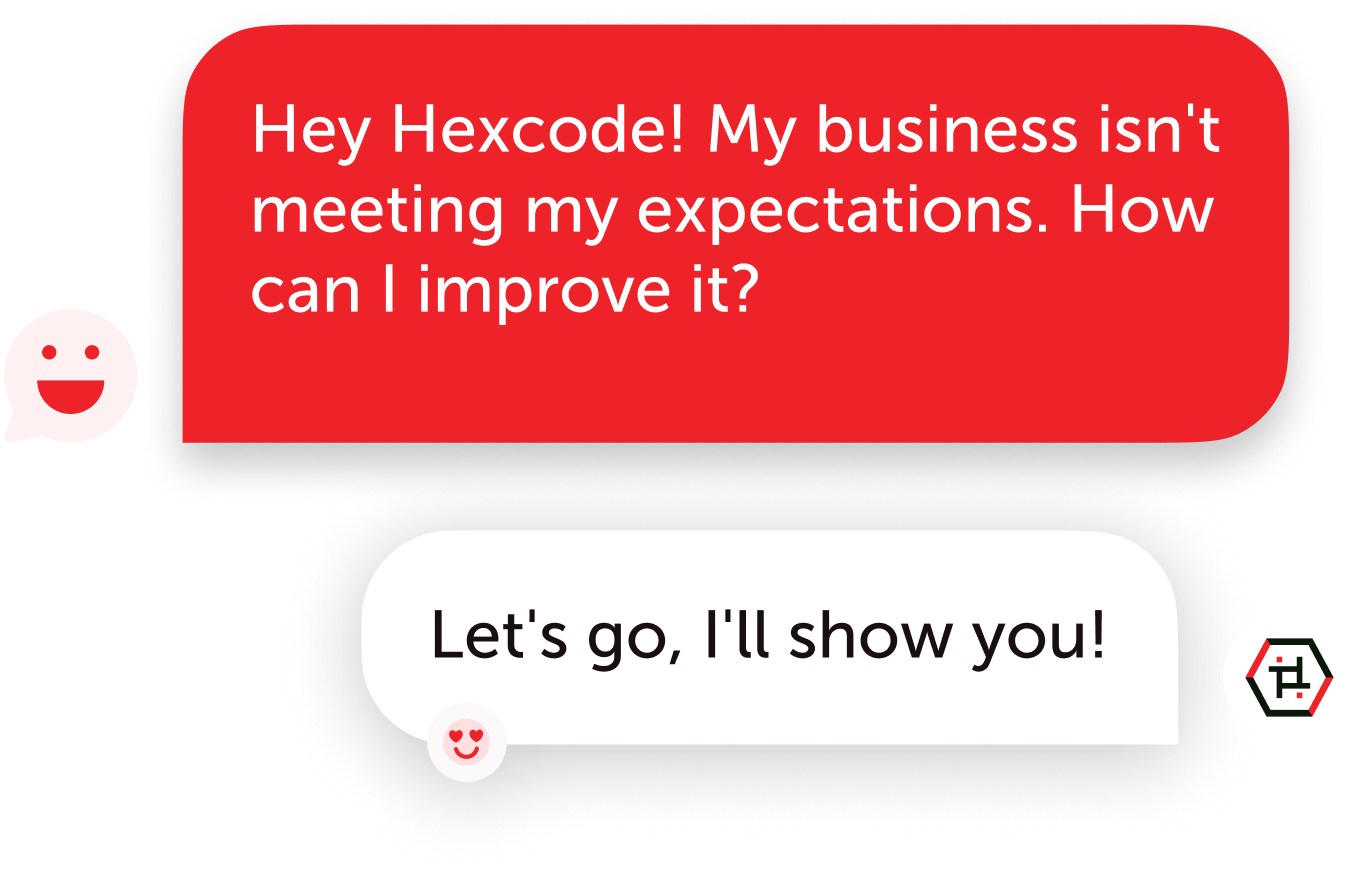 Hey Hexcode! My business isn't
meeting my expectations. How
can I improve it?
Let's go, I'll show you!